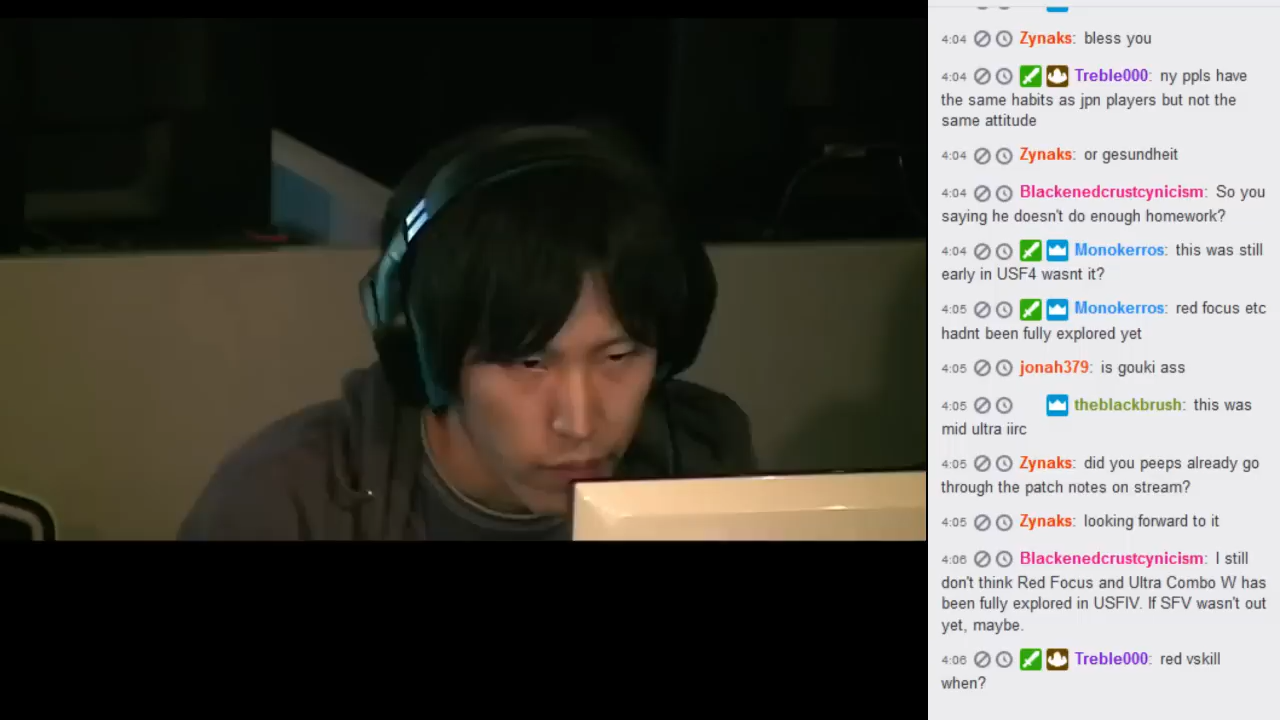 4:04 Zynaks: bless you
4:04 Treble000: ny ppls have
the same habits as jpn players but not the
same attitude
4:04 Zynaks: or gesundheit
4:04 Blackenedcrustcynicism: So you
saying he doesn't do enough homework?
4:04 Monokerros: this was still
early in USF4 wasnt it?
4:05 Monokerros: red focus etc
hadnt been fully explored yet
4:05 jonah379: is gouki ass
4:05 theblackbrush: this was
mid ultra iirc
4:05 Zynaks: did you peeps already go
through the patch notes on stream?
4:05 Zynaks: looking forward to it
4:06 Blackenedcrustcynicism: I still
don't think Red Focus and Ultra Combo W has
been fully explored in USFIV. If SFV wasn't out
yet, maybe.
4:06 Treble000: red vskill
when?